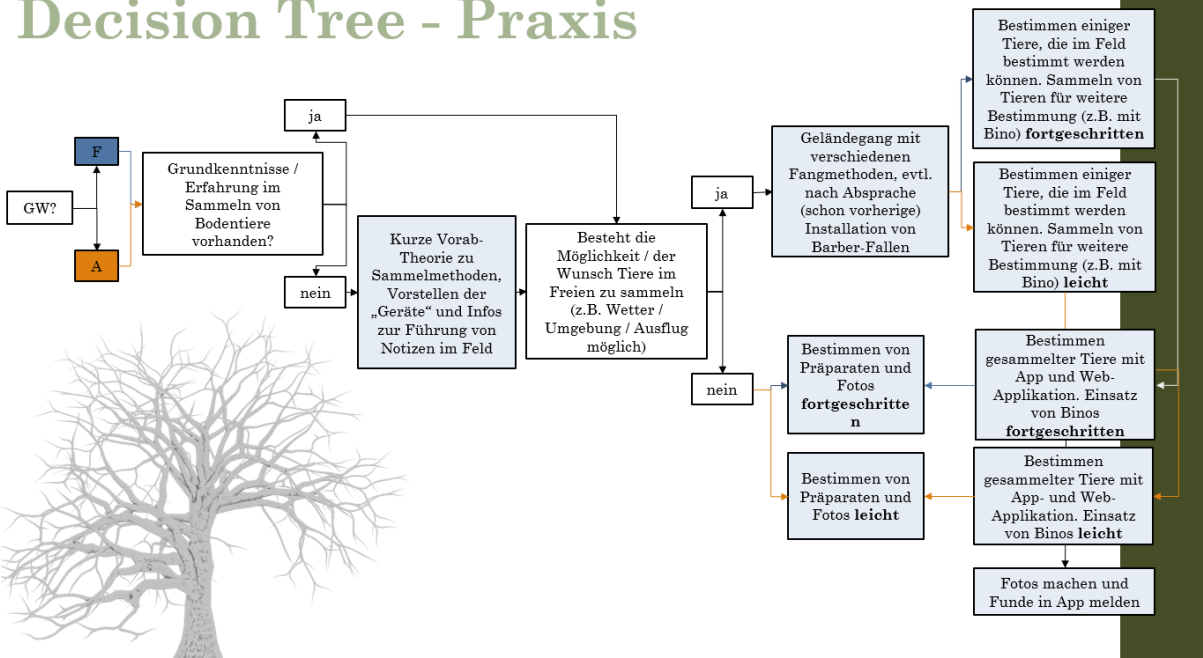 Decision Tree - Praxis
GW?
F
A
Grundkenntnisse /
Erfahrung im
Sammeln von
Bodentiere
vorhanden?
ja
nein
Kurze Vorab-
Theorie zu
Sammelmethoden,
Vorstellen der
„Geräte“ und Infos
zur Führung von
Notizen im Feld
Besteht die
Möglichkeit / der
Wunsch Tiere im
Freien zu sammeln
(z.B. Wetter /
Umgebung / Ausflug
möglich)
ja
nein
Geländegang mit
verschiedenen
Fangmethoden, evtl.
nach Absprache
(schon vorherige)
Installation von
Barber-Fallen
Bestimmen einiger
Tiere, die im Feld
bestimmt werden
können. Sammeln von
Tieren für weitere
Bestimmung (z.B. mit
Bino) fortgeschritten
Bestimmen einiger
Tiere, die im Feld
bestimmt werden
können. Sammeln von
Tieren für weitere
Bestimmung (z.B. mit
Bino) leicht
Bestimmen von
Präparaten und
Fotos
fortgeschritte
n
Bestimmen von
Präparaten und
Fotos leicht
Bestimmen
gesammelter Tiere mit
App und Web-
Applikation. Einsatz
von Binos
fortgeschritten
Bestimmen
gesammelter Tiere mit
App- und Web-
Applikation. Einsatz
von Binos leicht
Fotos machen und
Funde in App melden